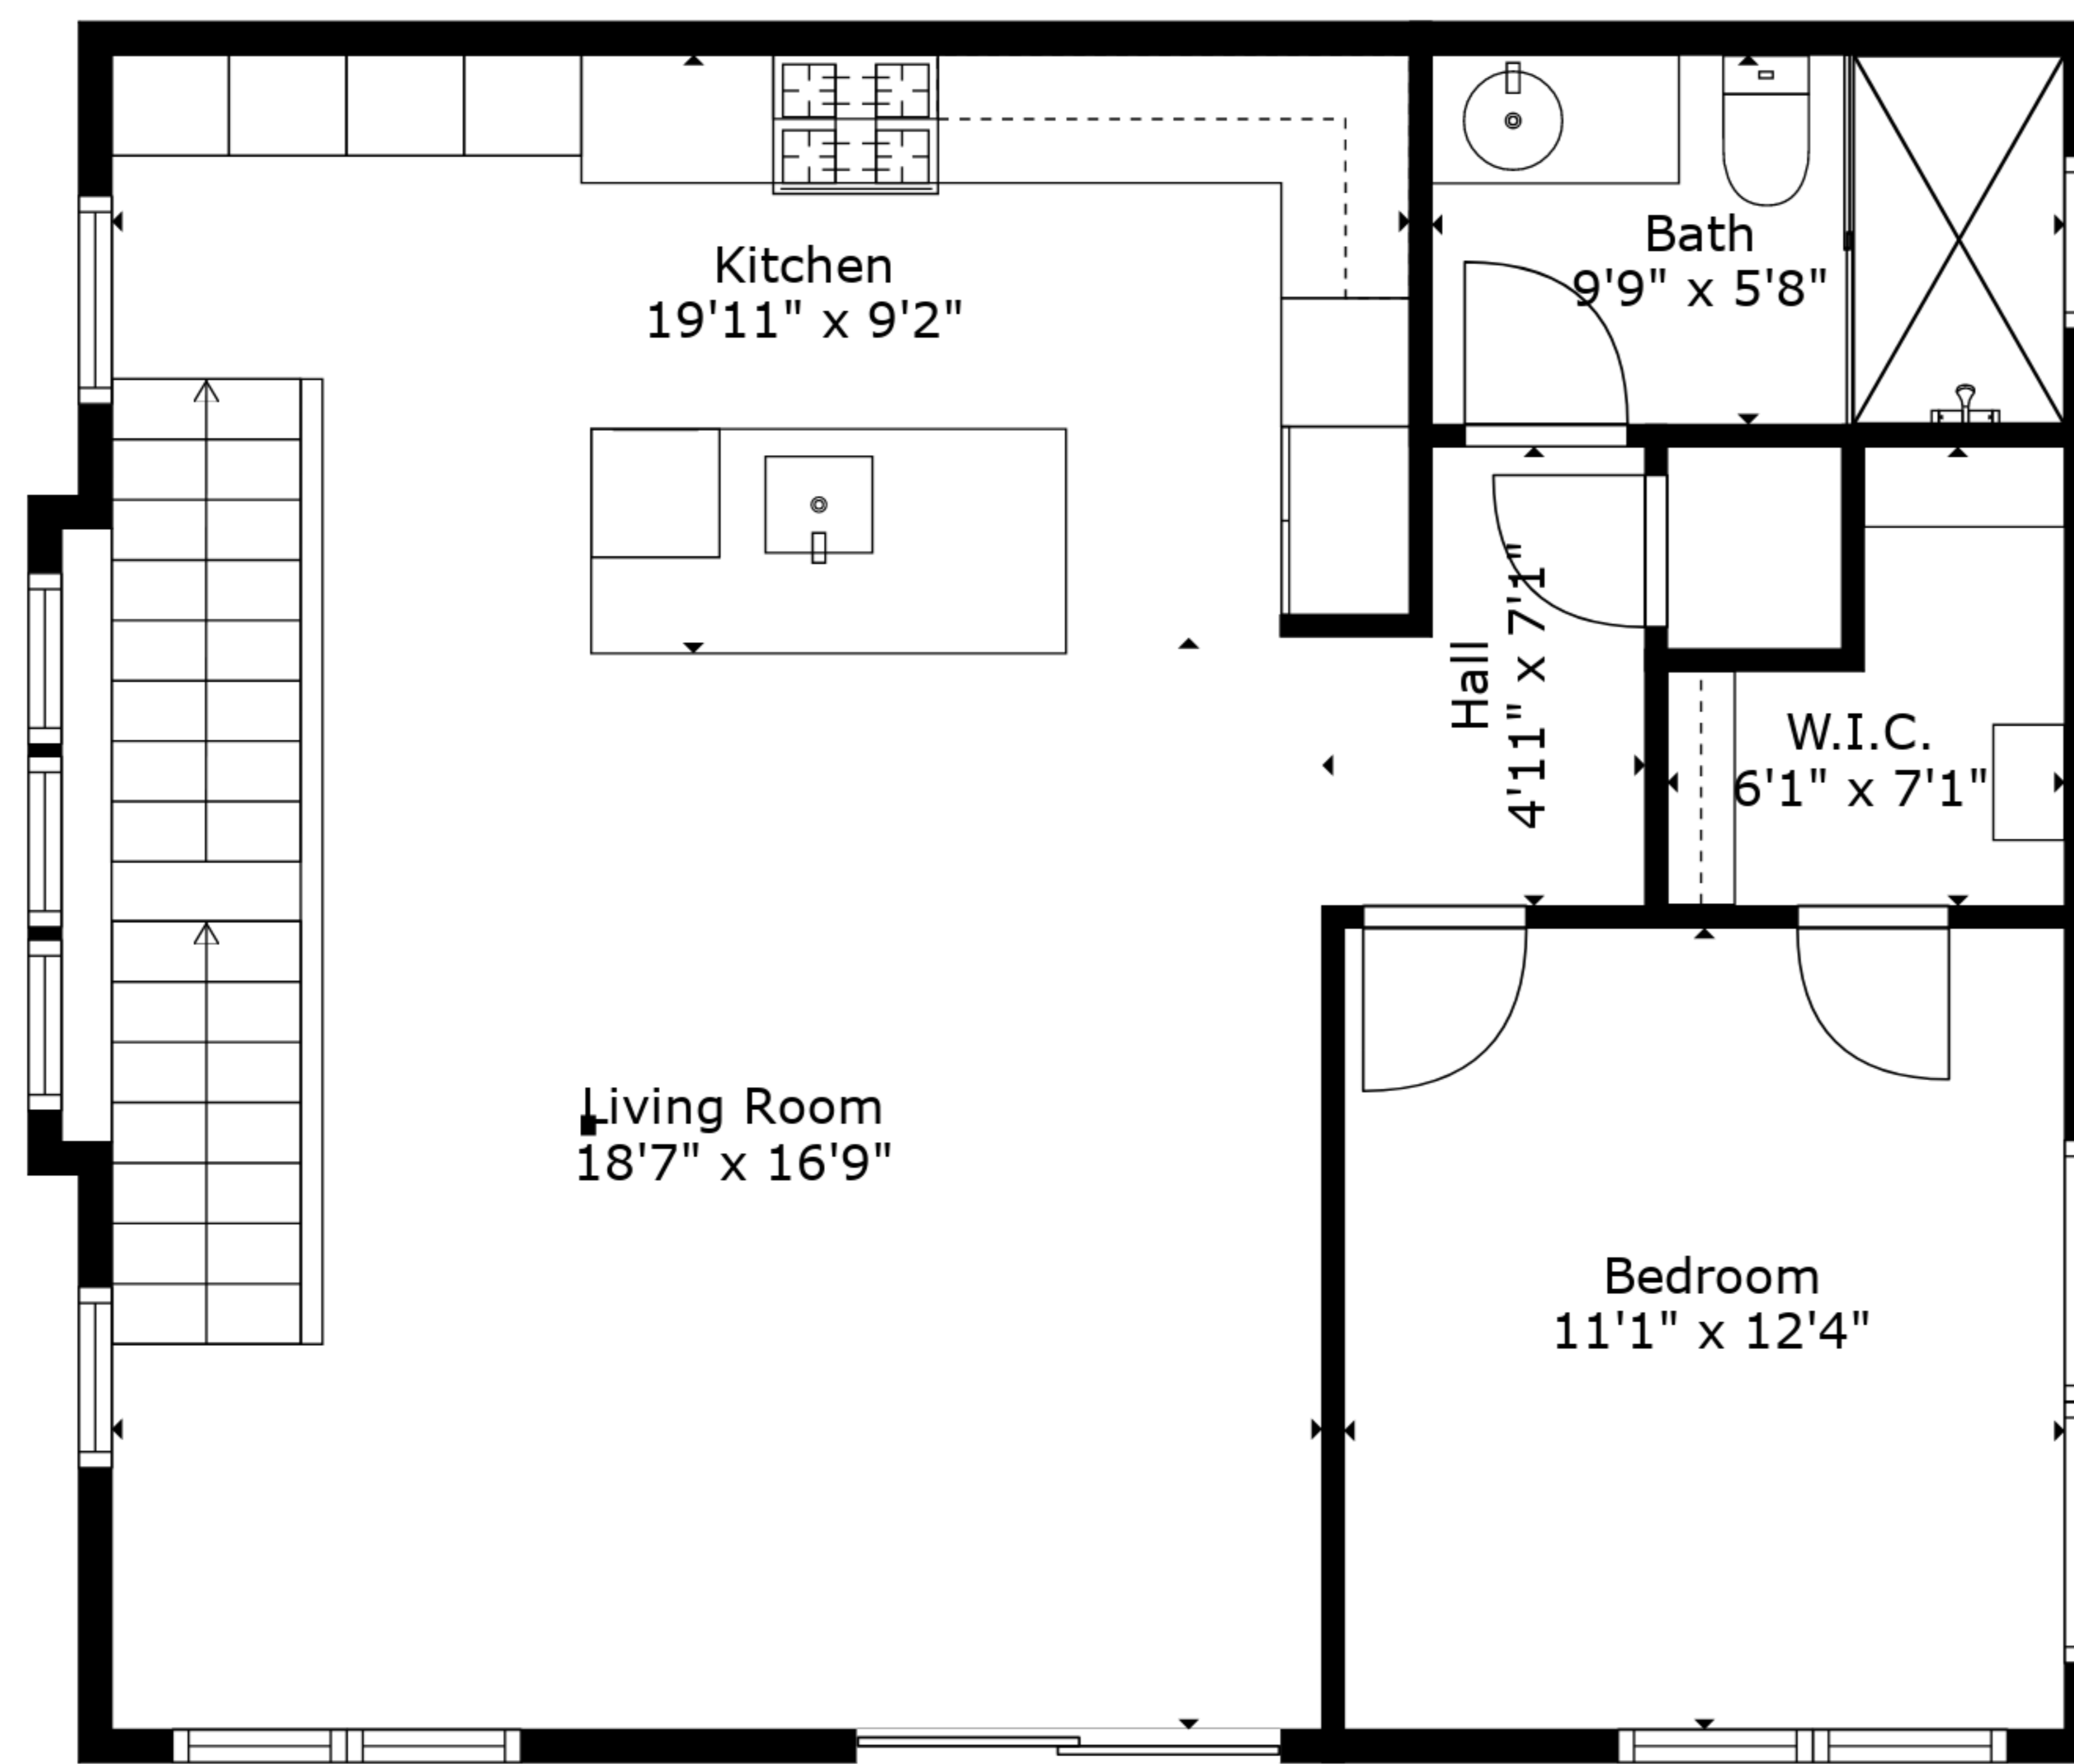 Kitchen
19'11" x 9'2"
Bath
9'9" x 5'8"
Hall
4'11" x 7'1"
W.I.C.
6'1" x 7'1"
Living Room
18'7" x 16'9"
Bedroom
11'1" x 12'4"